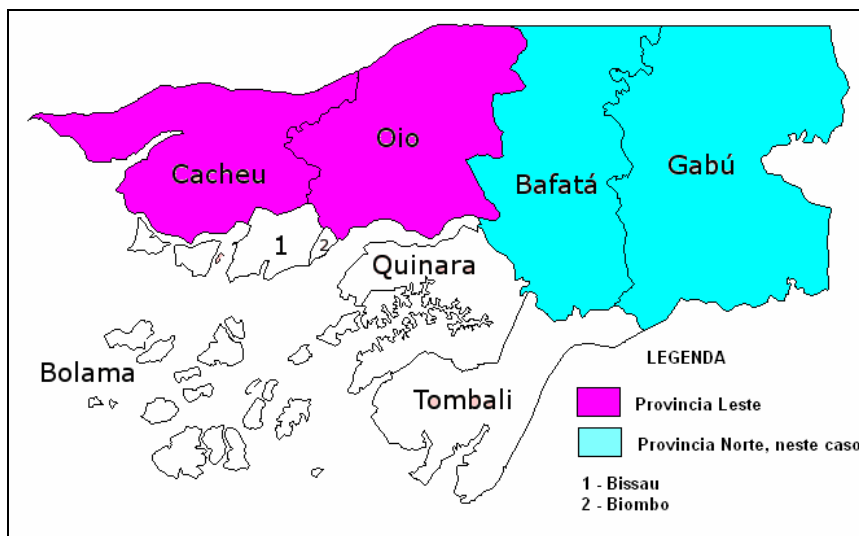 Oio
Cacheu
Bafatá
Gabú
1
2
Quinara
Bolama
Tombali
LEGENDA
Provincia Leste
Provincia Norte, neste caso
1 - Bissau
2 - Biombo